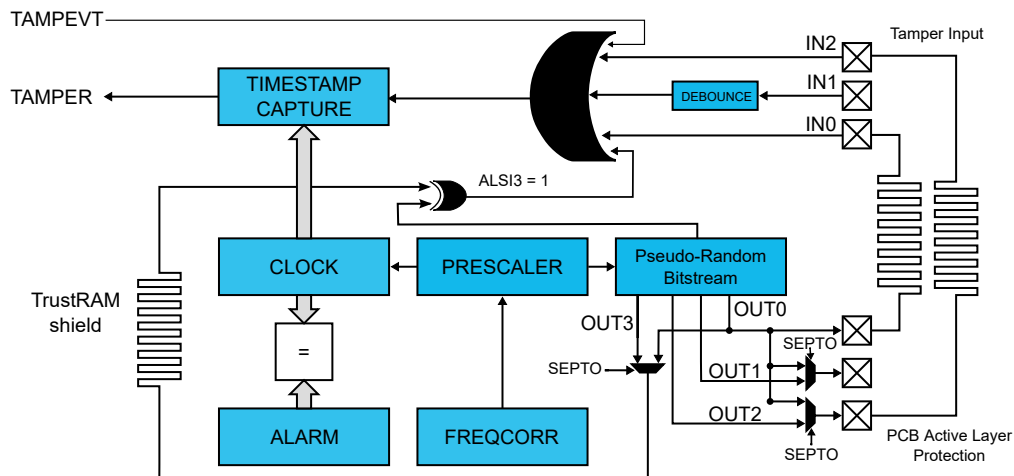 TAMPEVT
IN2
Tamper Input
TIMESTAMP
CAPTURE
TAMPER
DEBOUNCE
IN1
IN0
ALSI3 = 1
CLOCK
PRESCALER
Pseudo-Random
Bitstream
TrustRAM
shield
OUT3
OUT0
SEPTO
=
SEPTO
OUT1
OUT2
ALARM
FREQCORR
SEPTO
PCB Active Layer
Protection